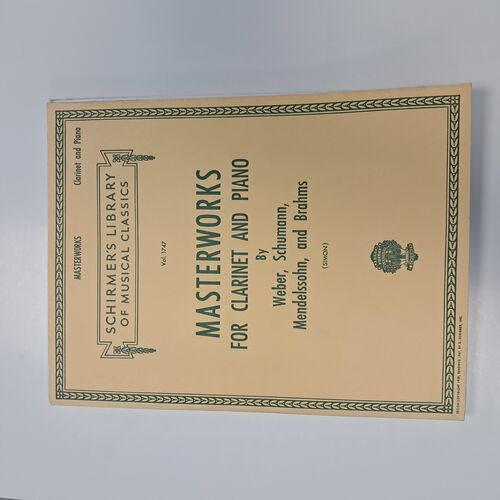 MASTERWORKS
Clarinet and Piano
SCHIRMER'S LIBRARY
OF MUSICAL CLASSICS
Vol. 1747
MASTERWORKS
FOR CLARINET AND PIANO
By
Weber, Schumann,
Mendelssohn, and Brahms
(SIMON)